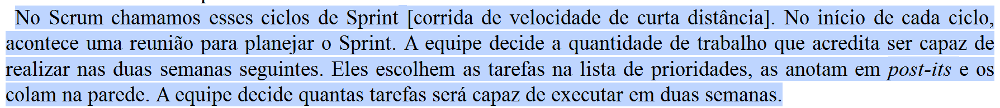 No Scrum chamamos esses ciclos de Sprint [corrida de velocidade de curta distância]. No início de cada ciclo,
acontece uma reunião para planejar o Sprint. A equipe decide a quantidade de trabalho que acredita ser capaz de
realizar nas duas semanas seguintes. Eles escolhem as tarefas na lista de prioridades, as anotam em post-its e os
colam na parede. A equipe decide quantas tarefas será capaz de executar em duas semanas.